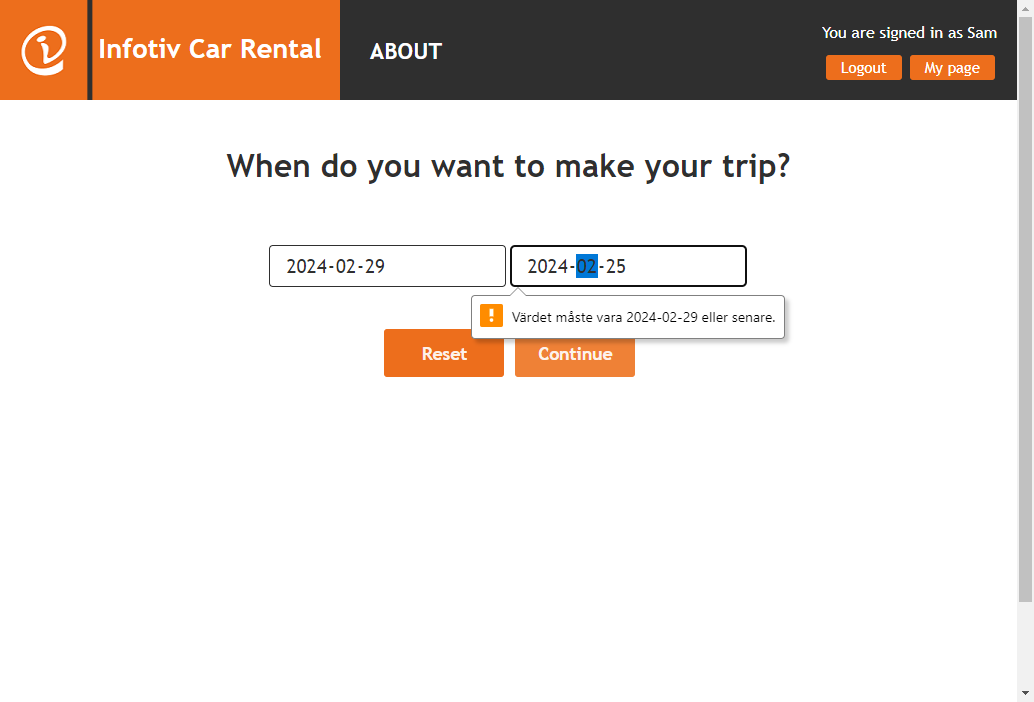 Infotiv Car Rental
ABOUT
You are signed in as Sam
Logout
My page
When do you want to make your trip?
2024-02-29
2024-02-25
Värdet måste vara 2024-02-29 eller senare.
Reset
Continue